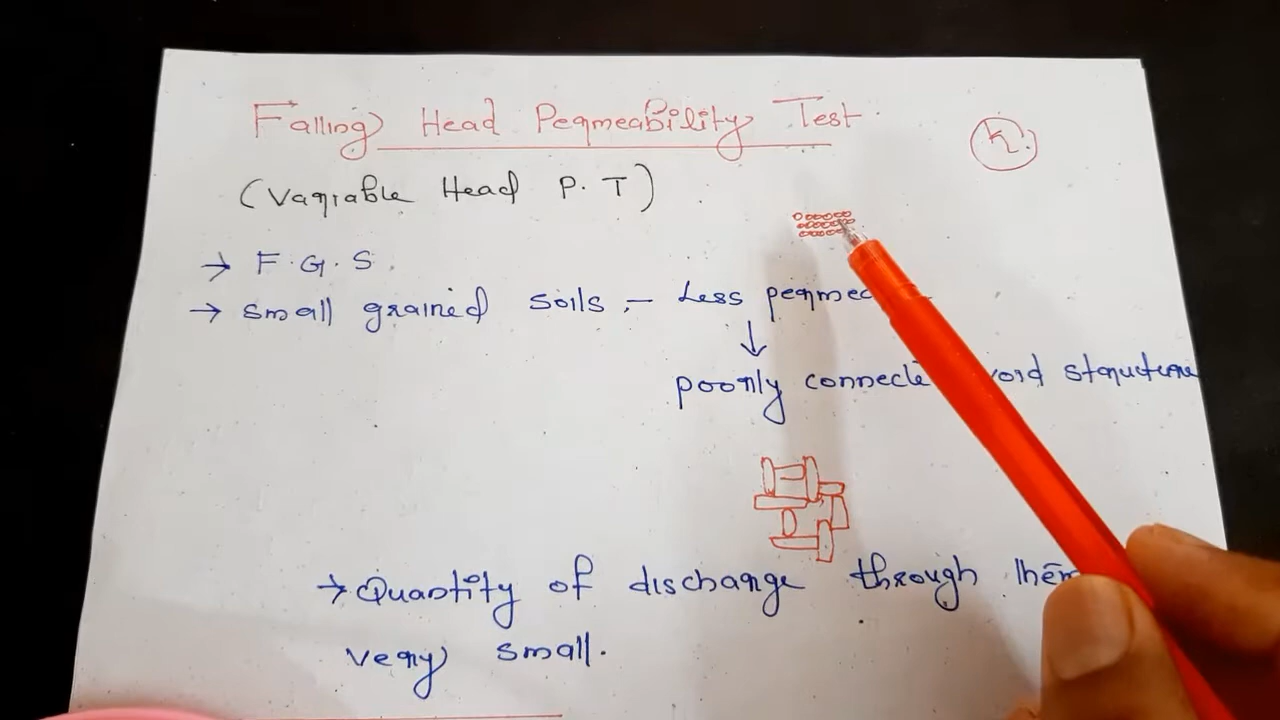 Falling Head Permeability Test
K.
(Variable Head P. T)
→ F. G. S.
→ small grained soils, - Less
↓
poorly void structure
→ Quantity of discharge through
very small.